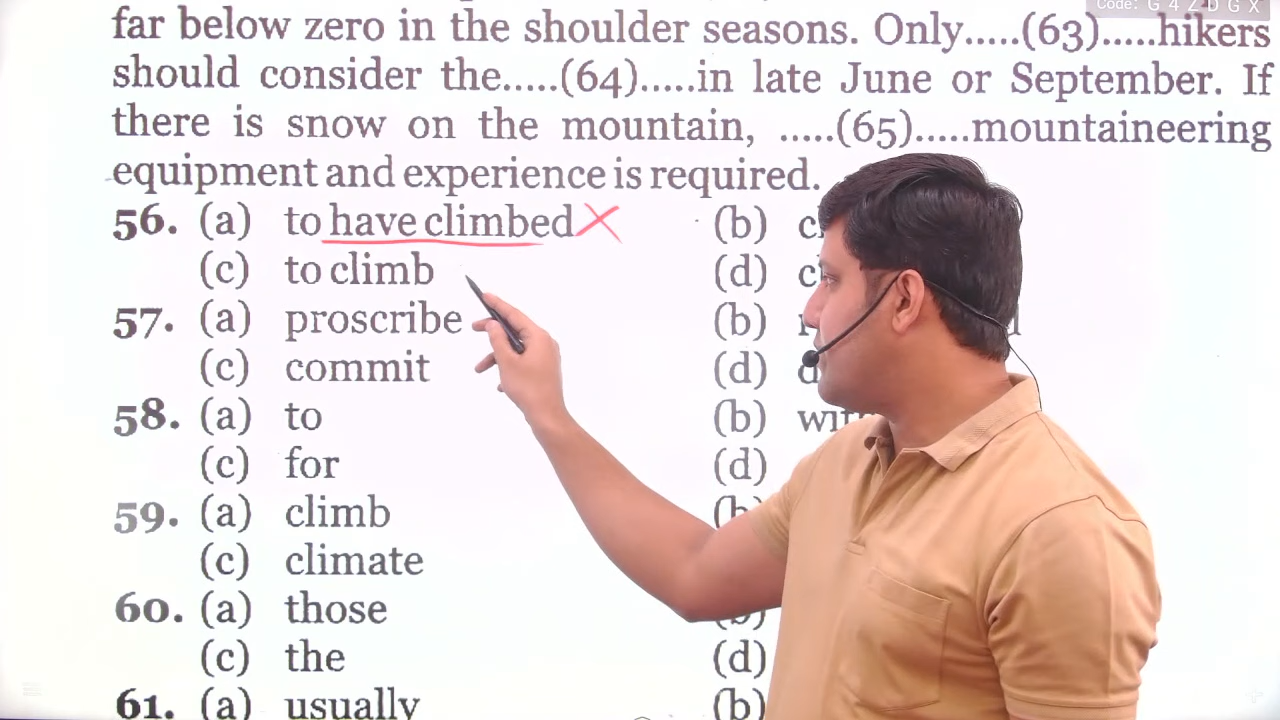 Code: G 4 Z D G X
far below zero in the shoulder seasons. Only.....(63).....hikers
should consider the.....(64).....in late June or September. If
there is snow on the mountain, .....(65).....mountaineering
equipment and experience is required.
56. (a) to have climbed (b)
(c) to climb (d)
57. (a) proscribe (b)
(c) commit (d)
58. (a) to (b)
(c) for (d)
59. (a) climb (b)
(c) climate
60. (a) those (b)
(c) the (d)
61. (a) usually (b)